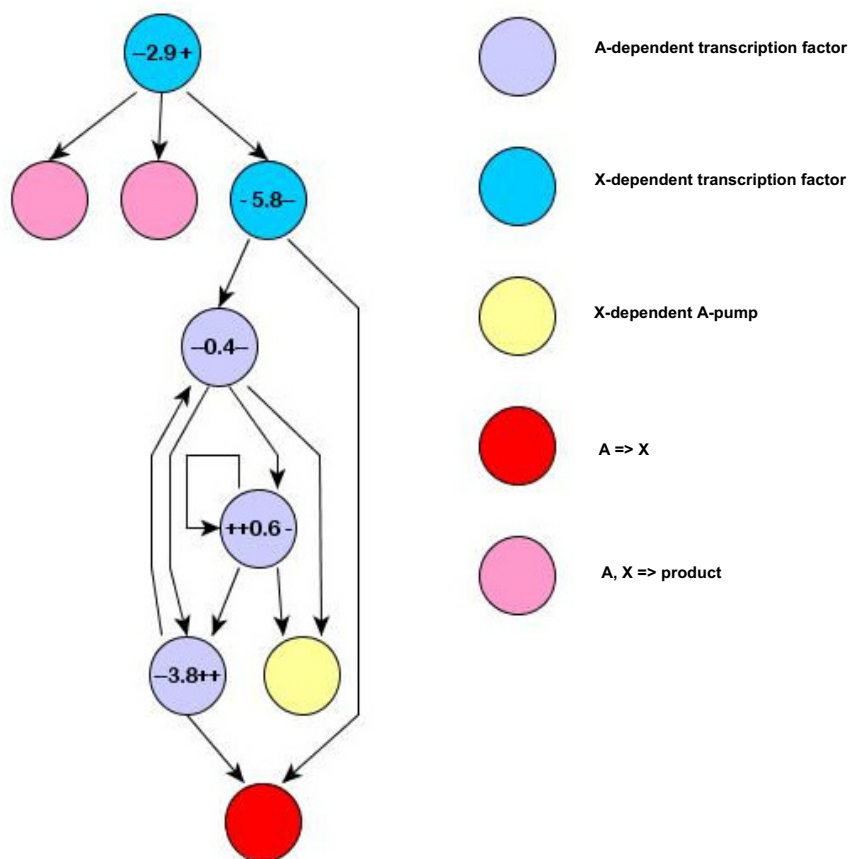 –2.9+
A-dependent transcription factor
- 5.8–
X-dependent transcription factor
X-dependent A-pump
–0.4–
A => X
++0.6 -
A, X => product
–3.8++